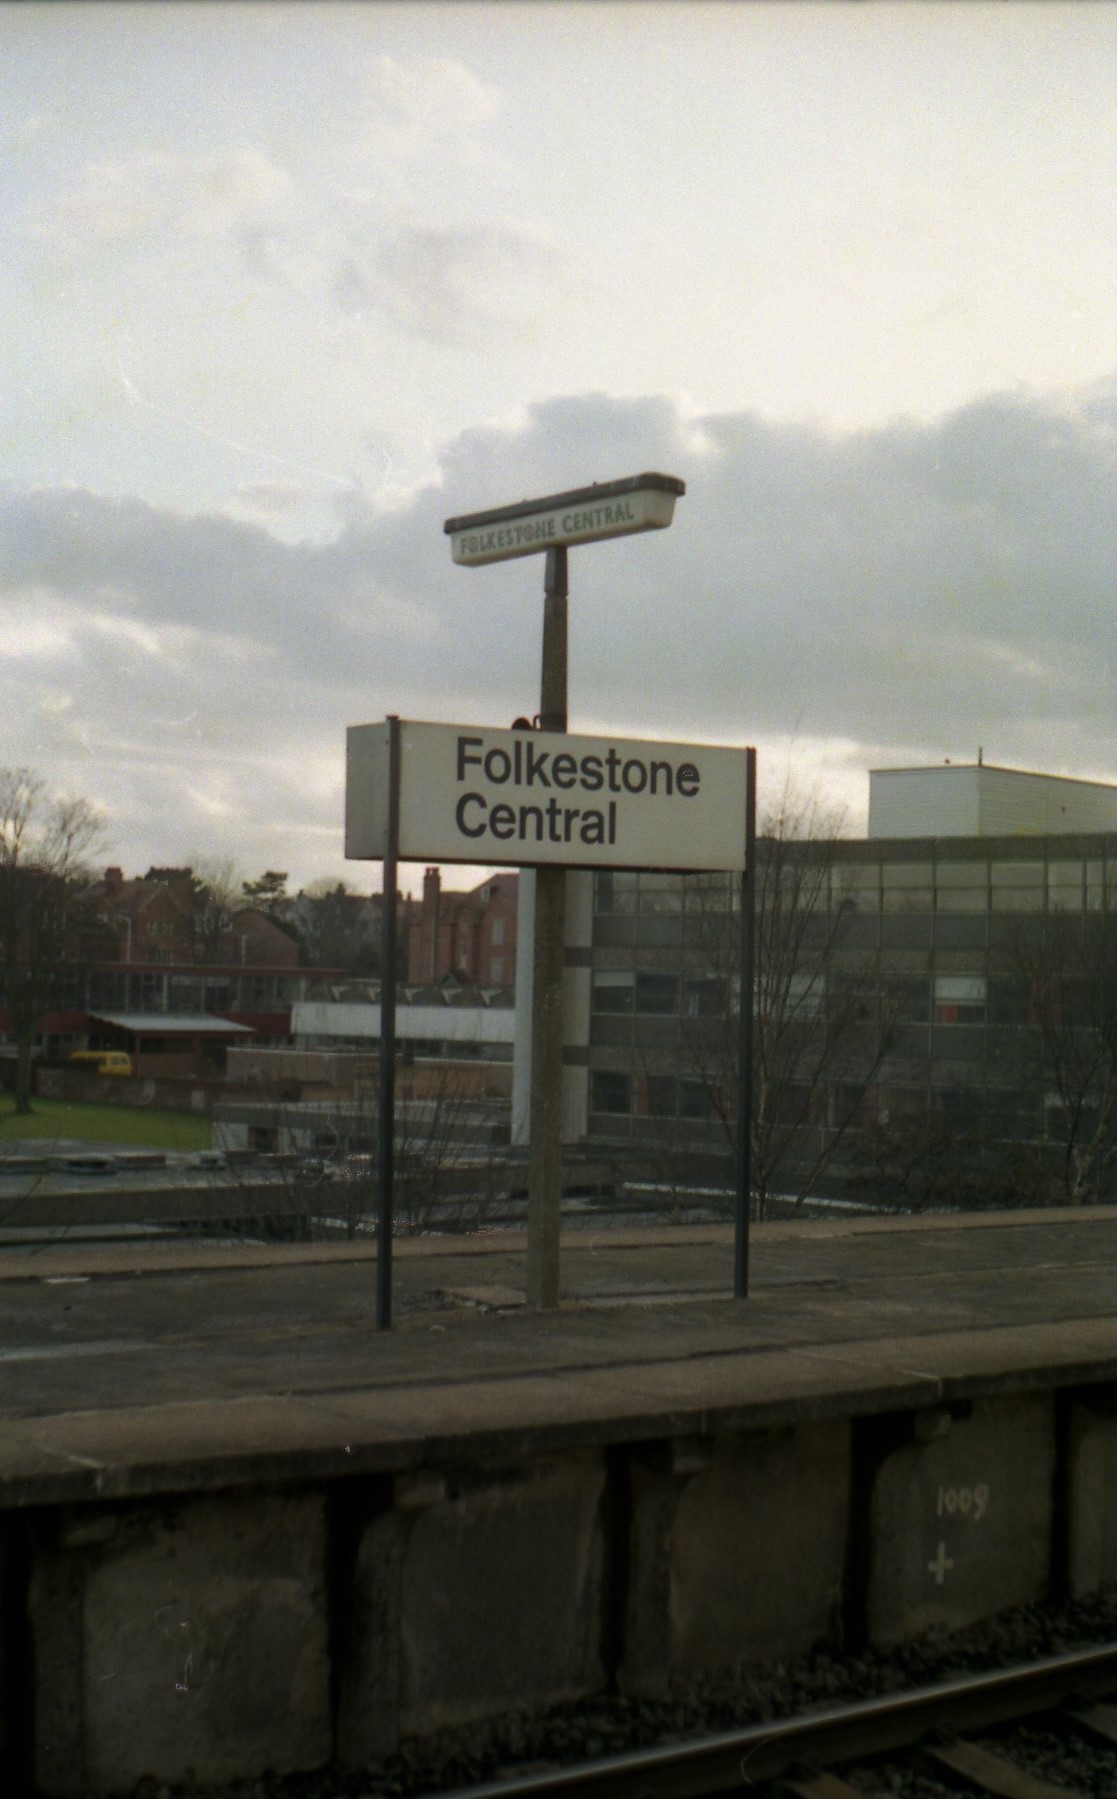 FOLKESTONE CENTRAL
Folkestone
Central
1009
+